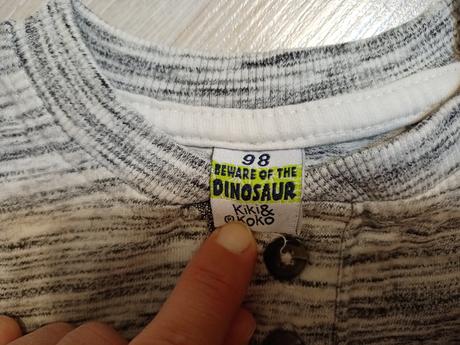 98
BEWARE OF THE
DINOSAUR
Kiki&
©Koko